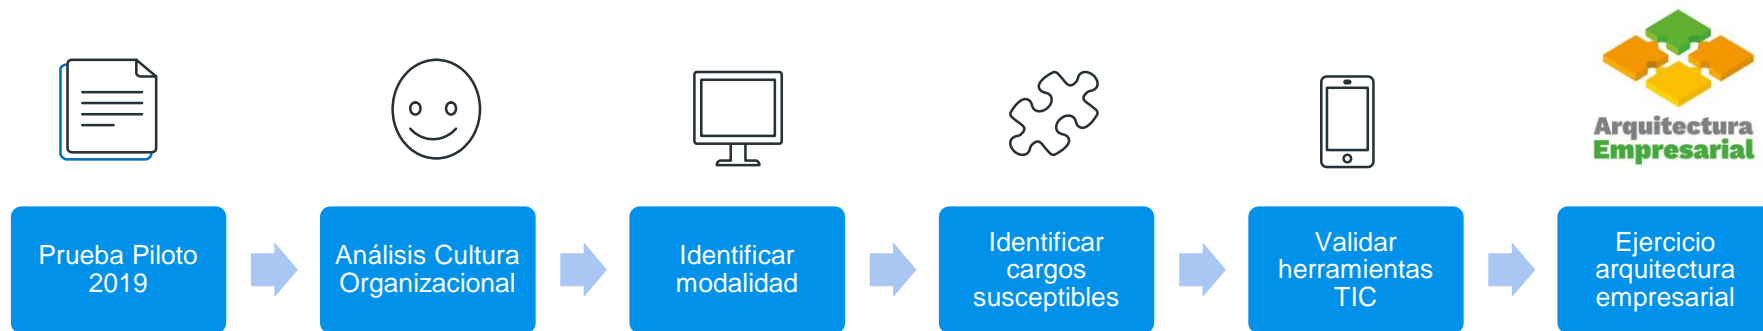 Arquitectura
Empresarial
Prueba Piloto
2019
Análisis Cultura
Organizacional
Identificar
modalidad
Identificar
cargos
susceptibles
Validar
herramientas
TIC
Ejercicio
arquitectura
empresarial